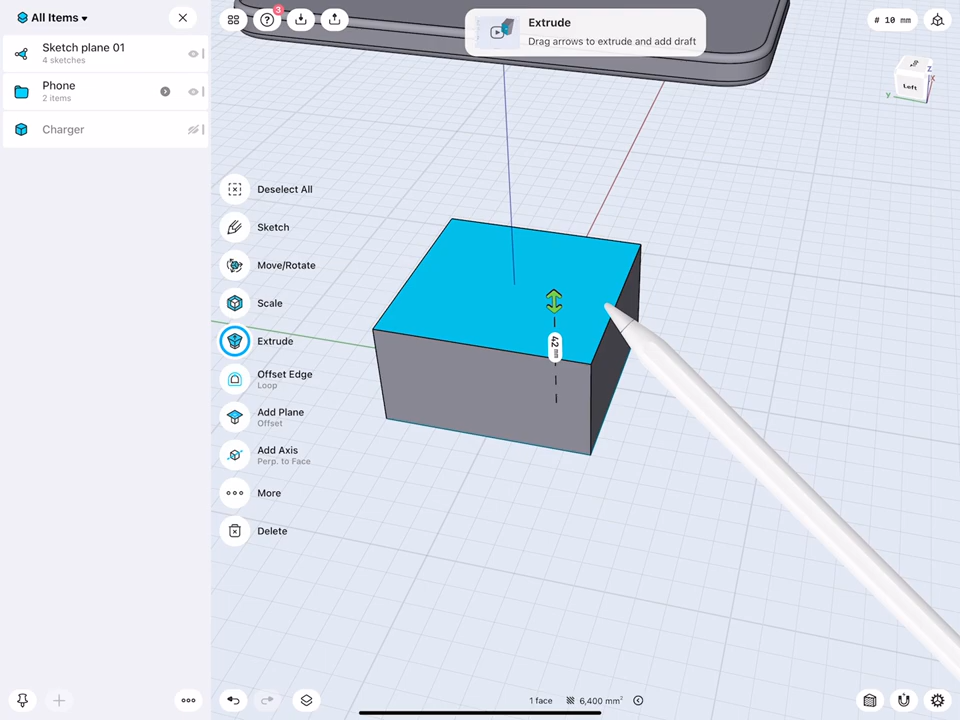 All Items
Sketch plane 01
4 sketches
Phone
2 items
Charger
3
Extrude
Drag arrows to extrude and add draft
# 10 mm
Z
X
Left
y
Deselect All
Sketch
Move/Rotate
Scale
Extrude
42 mm
Offset Edge
Loop
Add Plane
Offset
Add Axis
Perp. to Face
More
Delete
1 face
6,400 mm²